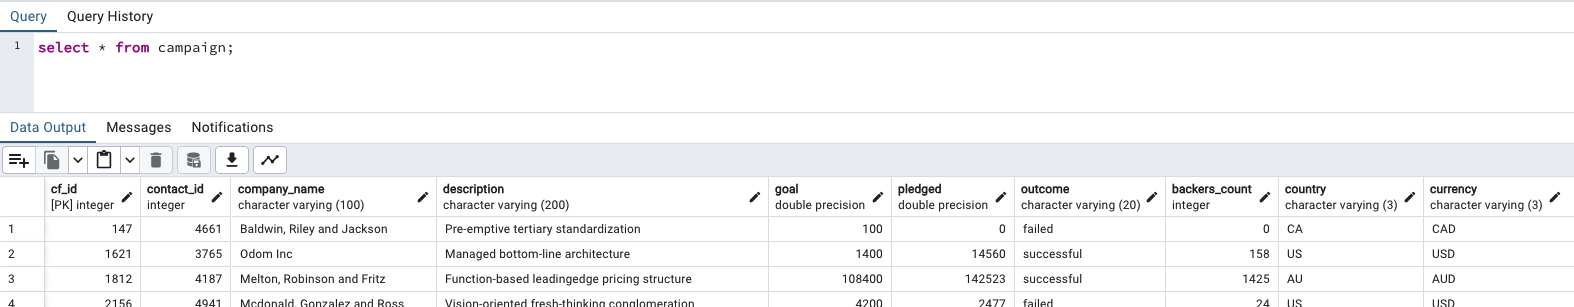 Query Query History
1 select * from campaign;
Data Output Messages Notifications
cf_id contact_id company_name description goal pledged outcome backers_count country currency
[PK] integer integer character varying (100) character varying (200) double precision double precision character varying (20) integer character varying (3) character varying (3)
1 147 4661 Baldwin, Riley and Jackson Pre-emptive tertiary standardization 100 0 failed 0 CA CAD
2 1621 3765 Odom Inc Managed bottom-line architecture 1400 14560 successful 158 US USD
3 1812 4187 Melton, Robinson and Fritz Function-based leadingedge pricing structure 108400 142523 successful 1425 AU AUD
4 2156 4941 Mcdonald, Gonzalez and Ross Vision-oriented fresh-thinking conglomeration 4200 2477 failed 24 US USD